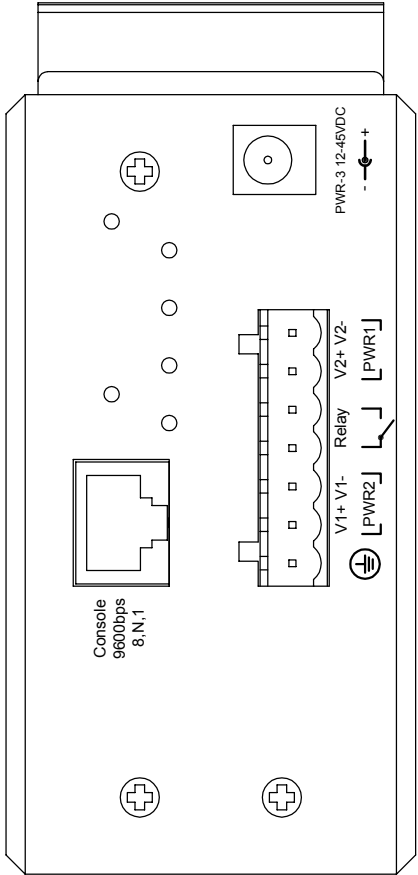 PWR-3 12-45VDC
- +
V1+ V1- Relay V2+ V2-
PWR2 PWR1
Console
9600bps
8,N,1